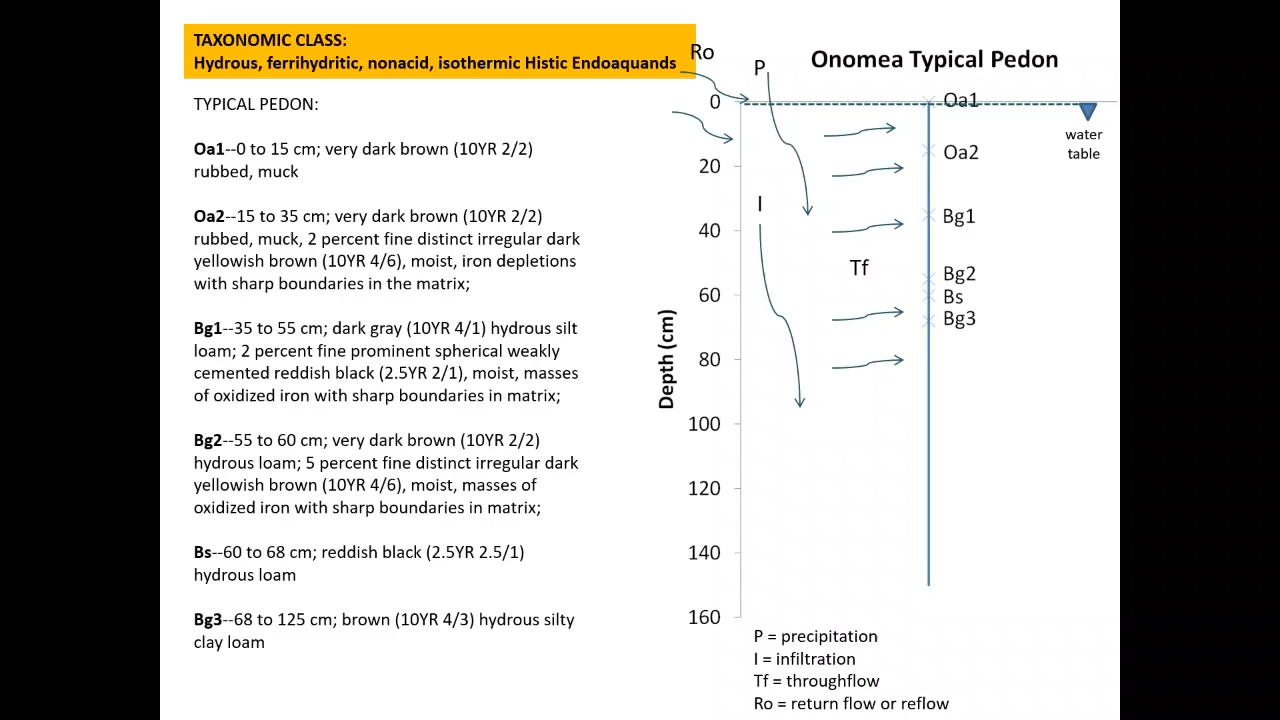 TAXONOMIC CLASS:
Hydrous, ferrihydritic, nonacid, isothermic Histic Endoaquands
TYPICAL PEDON:
Oa1--0 to 15 cm; very dark brown (10YR 2/2)
rubbed, muck
Oa2--15 to 35 cm; very dark brown (10YR 2/2)
rubbed, muck, 2 percent fine distinct irregular dark
yellowish brown (10YR 4/6), moist, iron depletions
with sharp boundaries in the matrix;
Bg1--35 to 55 cm; dark gray (10YR 4/1) hydrous silt
loam; 2 percent fine prominent spherical weakly
cemented reddish black (2.5YR 2/1), moist, masses
of oxidized iron with sharp boundaries in matrix;
Bg2--55 to 60 cm; very dark brown (10YR 2/2)
hydrous loam; 5 percent fine distinct irregular dark
yellowish brown (10YR 4/6), moist, masses of
oxidized iron with sharp boundaries in matrix;
Bs--60 to 68 cm; reddish black (2.5YR 2.5/1)
hydrous loam
Bg3--68 to 125 cm; brown (10YR 4/3) hydrous silty
clay loam
Onomea Typical Pedon
Ro
P
I
Tf
Depth (cm)
0
20
40
60
80
100
120
140
160
Oa1
Oa2
Bg1
Bg2
Bs
Bg3
water
table
P = precipitation
I = infiltration
Tf = throughflow
Ro = return flow or reflow